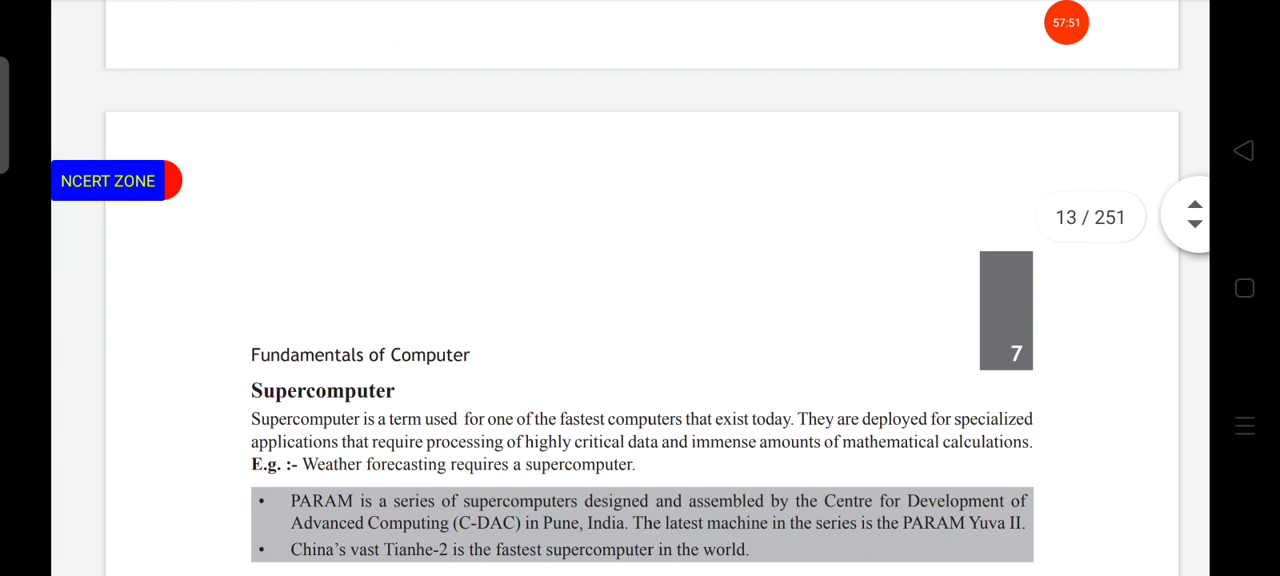 57:51
NCERT ZONE
13 / 251
7
Fundamentals of Computer
Supercomputer
Supercomputer is a term used for one of the fastest computers that exist today. They are deployed for specialized
applications that require processing of highly critical data and immense amounts of mathematical calculations.
E.g. :- Weather forecasting requires a supercomputer.
• PARAM is a series of supercomputers designed and assembled by the Centre for Development of
Advanced Computing (C-DAC) in Pune, India. The latest machine in the series is the PARAM Yuva II.
• China's vast Tianhe-2 is the fastest supercomputer in the world.